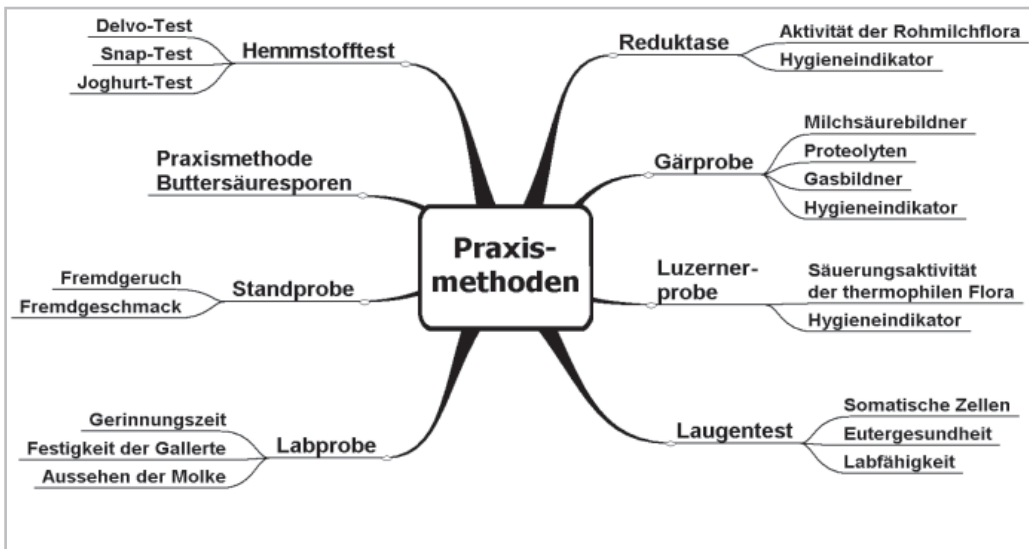 Praxis-
methoden
Hemmstofftest
Delvo-Test
Snap-Test
Joghurt-Test
Praxismethode
Buttersäuresporen
Standprobe
Fremdgeruch
Fremdgeschmack
Labprobe
Gerinnungszeit
Festigkeit der Gallerte
Aussehen der Molke
Reduktase
Aktivität der Rohmilchflora
Hygieneindikator
Gärprobe
Milchsäurebildner
Proteolyten
Gasbildner
Hygieneindikator
Luzerner-
probe
Säuerungsaktivität
der thermophilen Flora
Hygieneindikator
Laugentest
Somatische Zellen
Eutergesundheit
Labfähigkeit